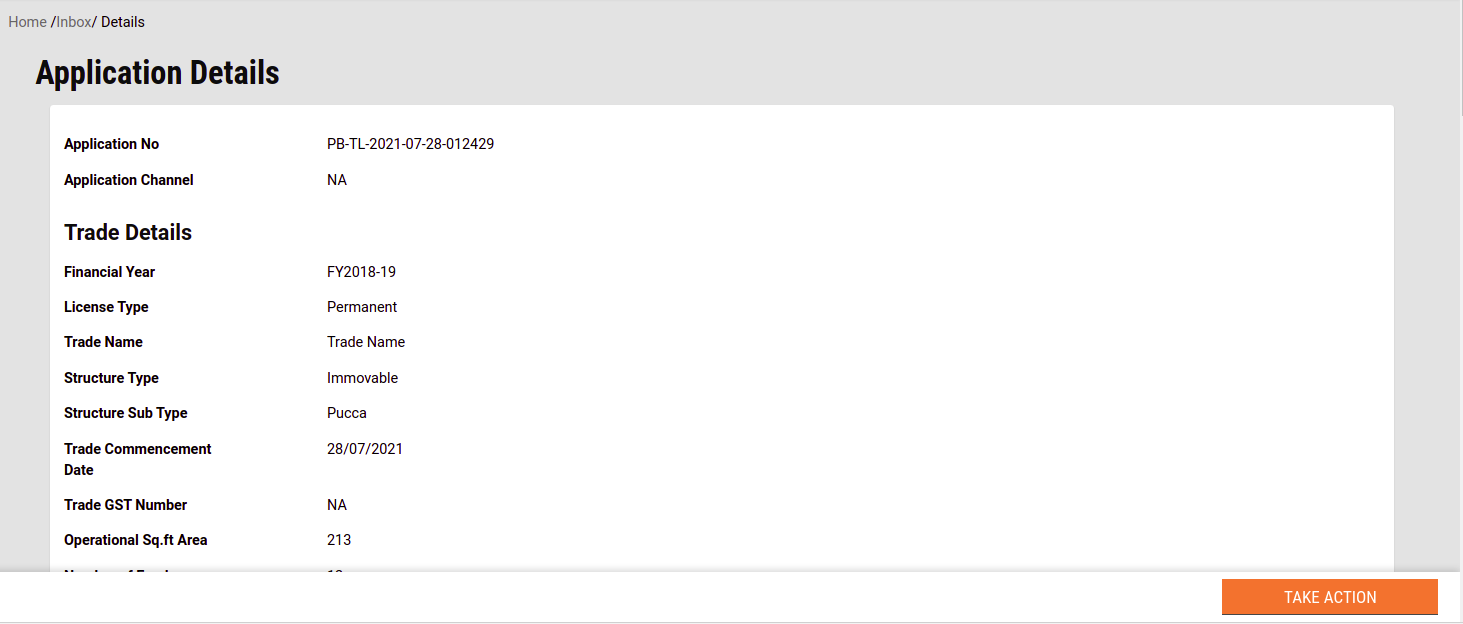 Home /Inbox/ Details
Application Details
Application No PB-TL-2021-07-28-012429
Application Channel NA
Trade Details
Financial Year FY2018-19
License Type Permanent
Trade Name Trade Name
Structure Type Immovable
Structure Sub Type Pucca
Trade Commencement 28/07/2021
Date
Trade GST Number NA
Operational Sq.ft Area 213
TAKE ACTION